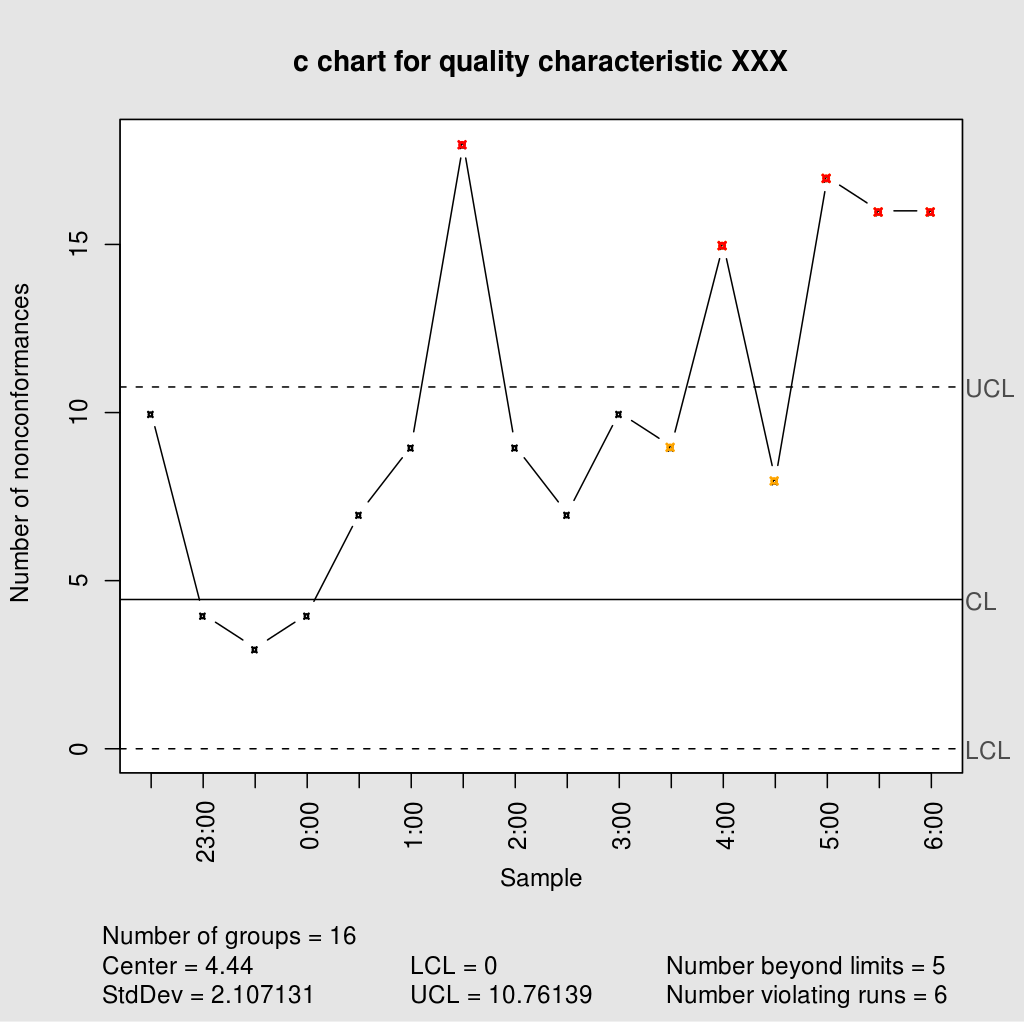 c chart for quality characteristic XXX
Number of nonconformances
15
10
5
0
UCL
CL
LCL
23:00
0:00
1:00
2:00
3:00
4:00
5:00
6:00
Sample
Number of groups = 16
Center = 4.44
LCL = 0
Number beyond limits = 5
StdDev = 2.107131
UCL = 10.76139
Number violating runs = 6